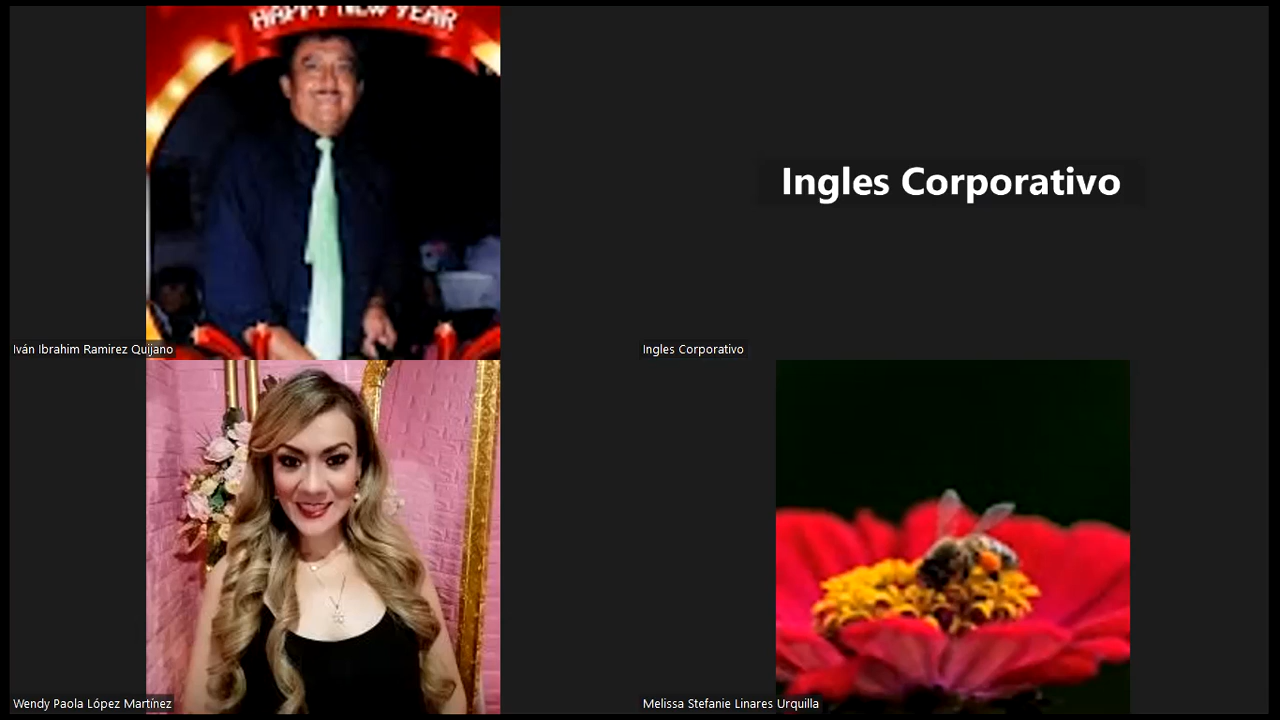 HAPPY NEW YEAR
Ingles Corporativo
Iván Ibrahim Ramirez Quijano
Ingles Corporativo
Wendy Paola López Martínez
Melissa Stefanie Linares Urquilla